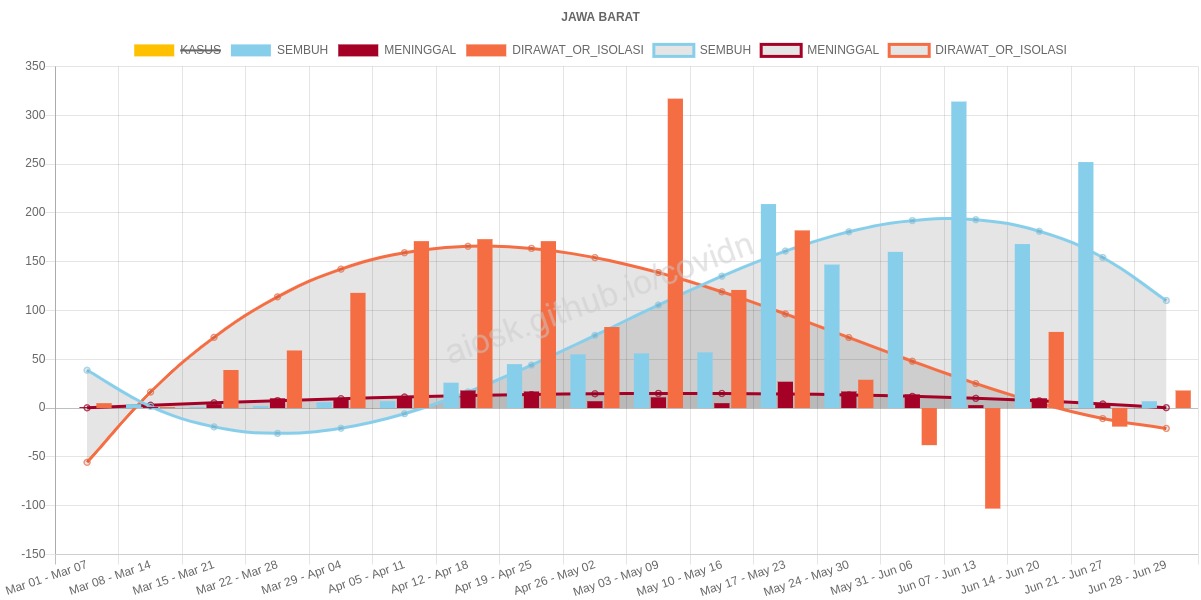 JAWA BARAT
KASUS SEMBUH MENINGGAL DIRAWAT_OR_ISOLASI SEMBUH MENINGGAL DIRAWAT_OR_ISOLASI
350
300
250
200
150
100
50
0
-50
-100
-150
aiosk.github.io/covidn
Mar 01 - Mar 07
Mar 08 - Mar 14
Mar 15 - Mar 21
Mar 22 - Mar 28
Mar 29 - Apr 04
Apr 05 - Apr 11
Apr 12 - Apr 18
Apr 19 - Apr 25
Apr 26 - May 02
May 03 - May 09
May 10 - May 16
May 17 - May 23
May 24 - May 30
May 31 - Jun 06
Jun 07 - Jun 13
Jun 14 - Jun 20
Jun 21 - Jun 27
Jun 28 - Jun 29